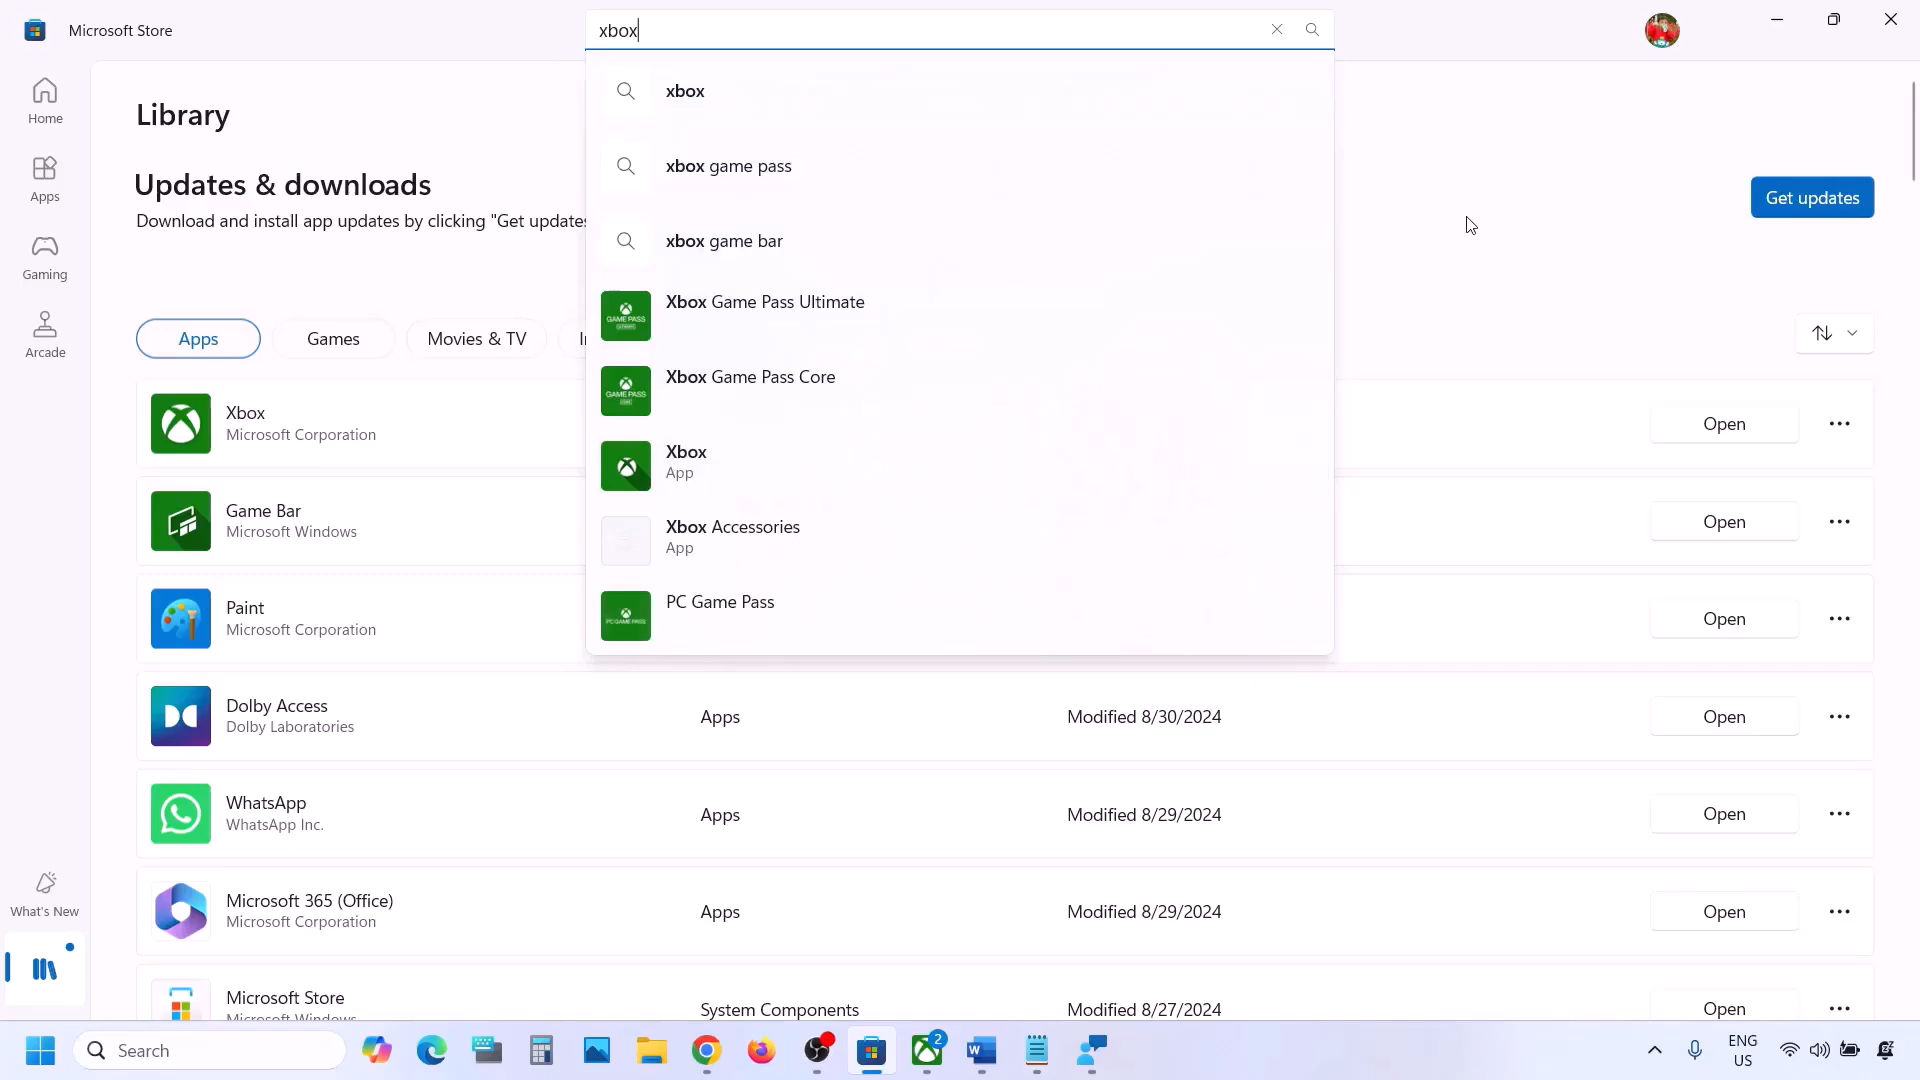 Microsoft Store
xbox
Home
Apps
Gaming
Arcade
What's New
Library
Updates & downloads
Download and install app updates by clicking "Get updates
Get updates
xbox
xbox game pass
xbox game bar
Xbox Game Pass Ultimate
Xbox Game Pass Core
Xbox
App
Xbox Accessories
App
PC Game Pass
Apps
Games
Movies & TV
Xbox
Microsoft Corporation
Open
Game Bar
Microsoft Windows
Open
Paint
Microsoft Corporation
Open
Dolby Access
Dolby Laboratories
Apps
Modified 8/30/2024
Open
WhatsApp
WhatsApp Inc.
Apps
Modified 8/29/2024
Open
Microsoft 365 (Office)
Microsoft Corporation
Apps
Modified 8/29/2024
Open
Microsoft Store
Microsoft Windows
System Components
Modified 8/27/2024
Open
Search
2
ENG
US